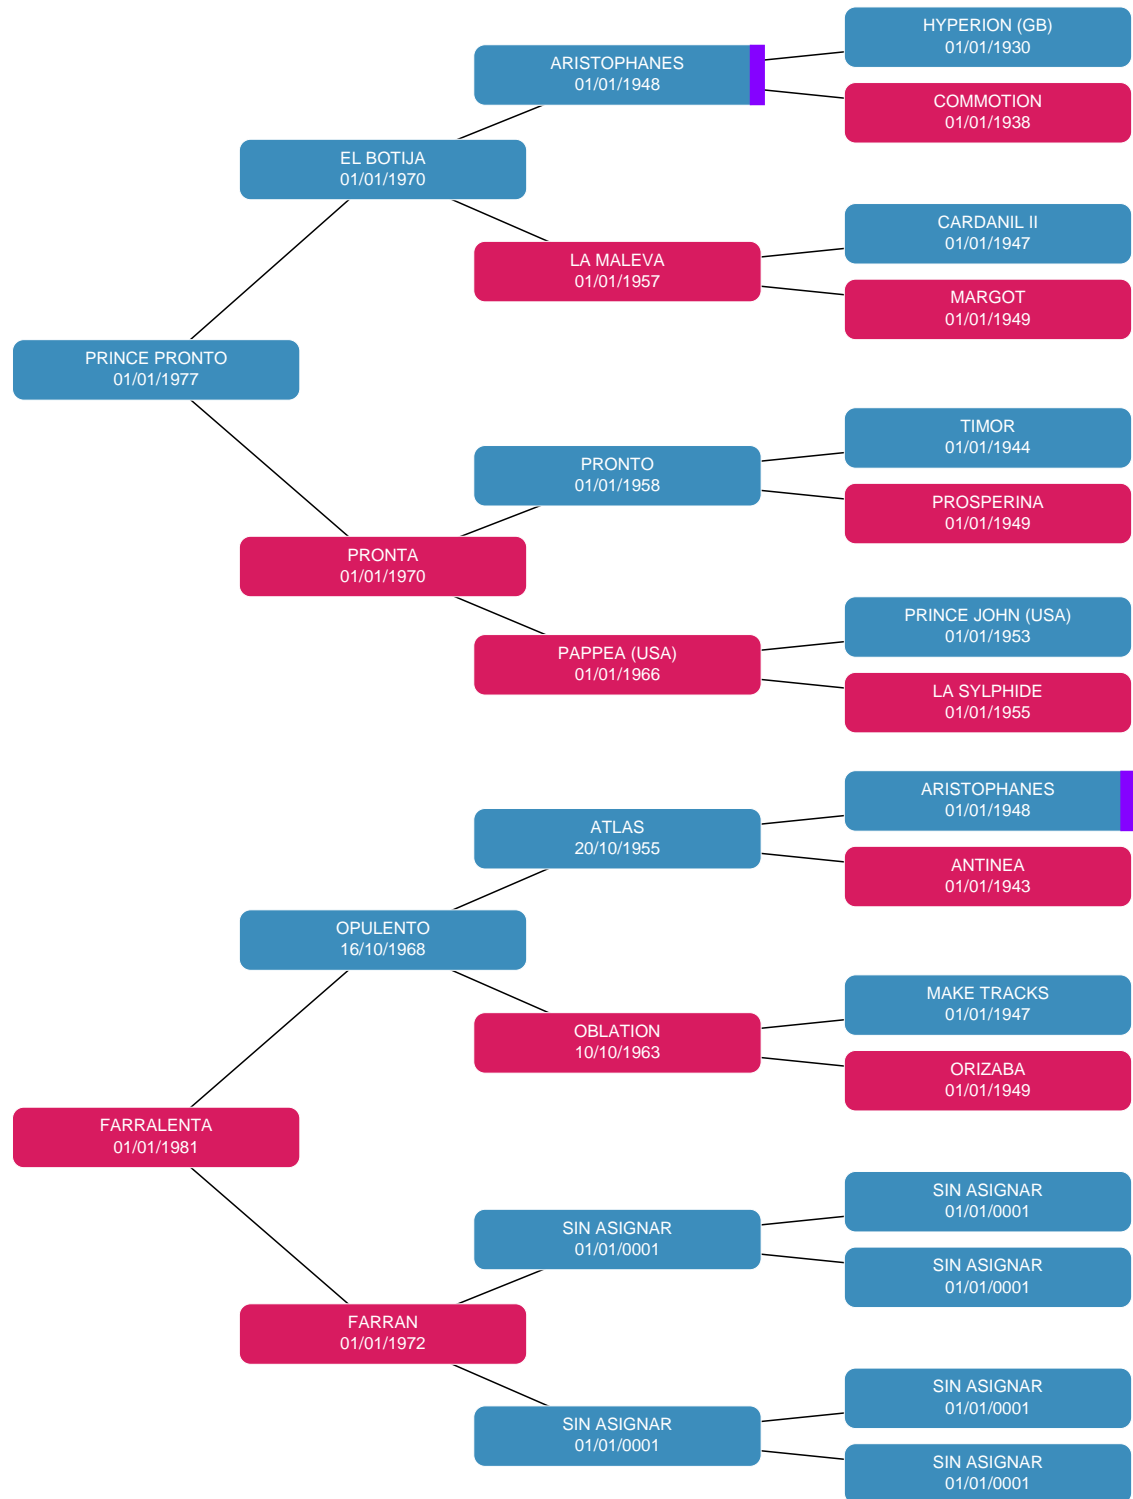 HYPERION (GB)
01/01/1930
ARISTOPHANES
01/01/1948
COMMOTION
01/01/1938
EL BOTIJA
01/01/1970
CARDANIL II
01/01/1947
LA MALEVA
01/01/1957
MARGOT
01/01/1949
PRINCE PRONTO
01/01/1977
TIMOR
01/01/1944
PRONTO
01/01/1958
PROSPERINA
01/01/1949
PRONTA
01/01/1970
PRINCE JOHN (USA)
01/01/1953
PAPPEA (USA)
01/01/1966
LA SYLPHIDE
01/01/1955
ARISTOPHANES
01/01/1948
ATLAS
20/10/1955
ANTINEA
01/01/1943
OPULENTO
16/10/1968
MAKE TRACKS
01/01/1947
OBLATION
10/10/1963
ORIZABA
01/01/1949
FARRALENTA
01/01/1981
SIN ASIGNAR
01/01/0001
SIN ASIGNAR
01/01/0001
SIN ASIGNAR
01/01/0001
FARRAN
01/01/1972
SIN ASIGNAR
01/01/0001
SIN ASIGNAR
01/01/0001
SIN ASIGNAR
01/01/0001